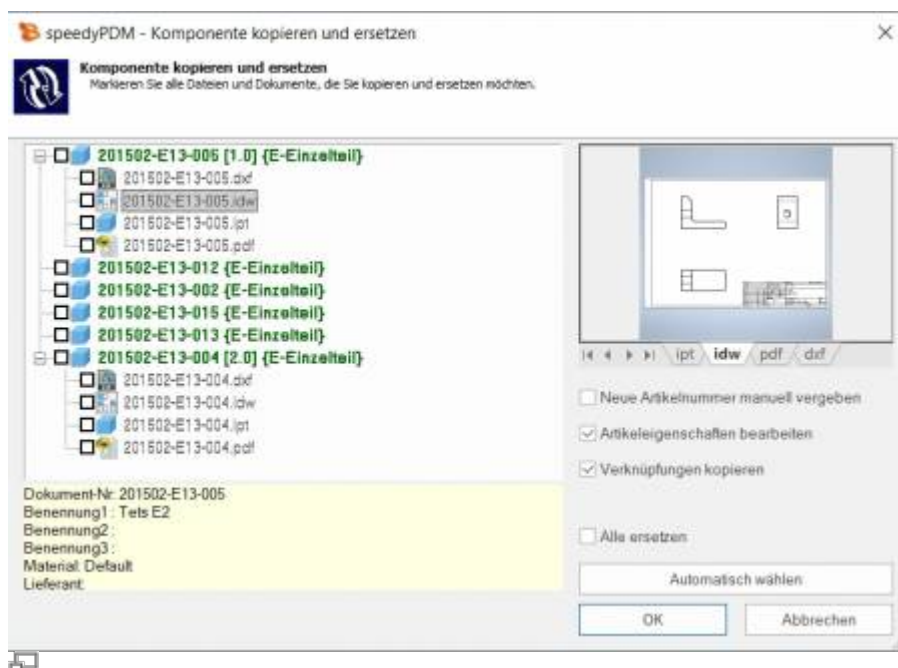 speedyPDM - Komponente kopieren und ersetzen
Komponente kopieren und ersetzen
Markieren Sie alle Dateien und Dokumente, die Sie kopieren und ersetzen möchten.
201502-E13-005 [1.0] {E-Einzelteil}
201502-E13-005.dxf
201502-E13-005.idw
201502-E13-005.ipt
201502-E13-005.pdf
201502-E13-012 {E-Einzelteil}
201502-E13-002 {E-Einzelteil}
201502-E13-015 {E-Einzelteil}
201502-E13-013 {E-Einzelteil}
201502-E13-004 [2.0] {E-Einzelteil}
201502-E13-004.dxf
201502-E13-004.idw
201502-E13-004.ipt
201502-E13-004.pdf
ipt idw pdf dxf
Neue Artikelnummer manuell vergeben
Artikeleigenschaften bearbeiten
Verknüpfungen kopieren
Alle ersetzen
Automatisch wählen
OK Abbrechen
Dokument-Nr: 201502-E13-005
Benennung1 : Tets E2
Benennung2 :
Benennung3 :
Material: Default
Lieferant: